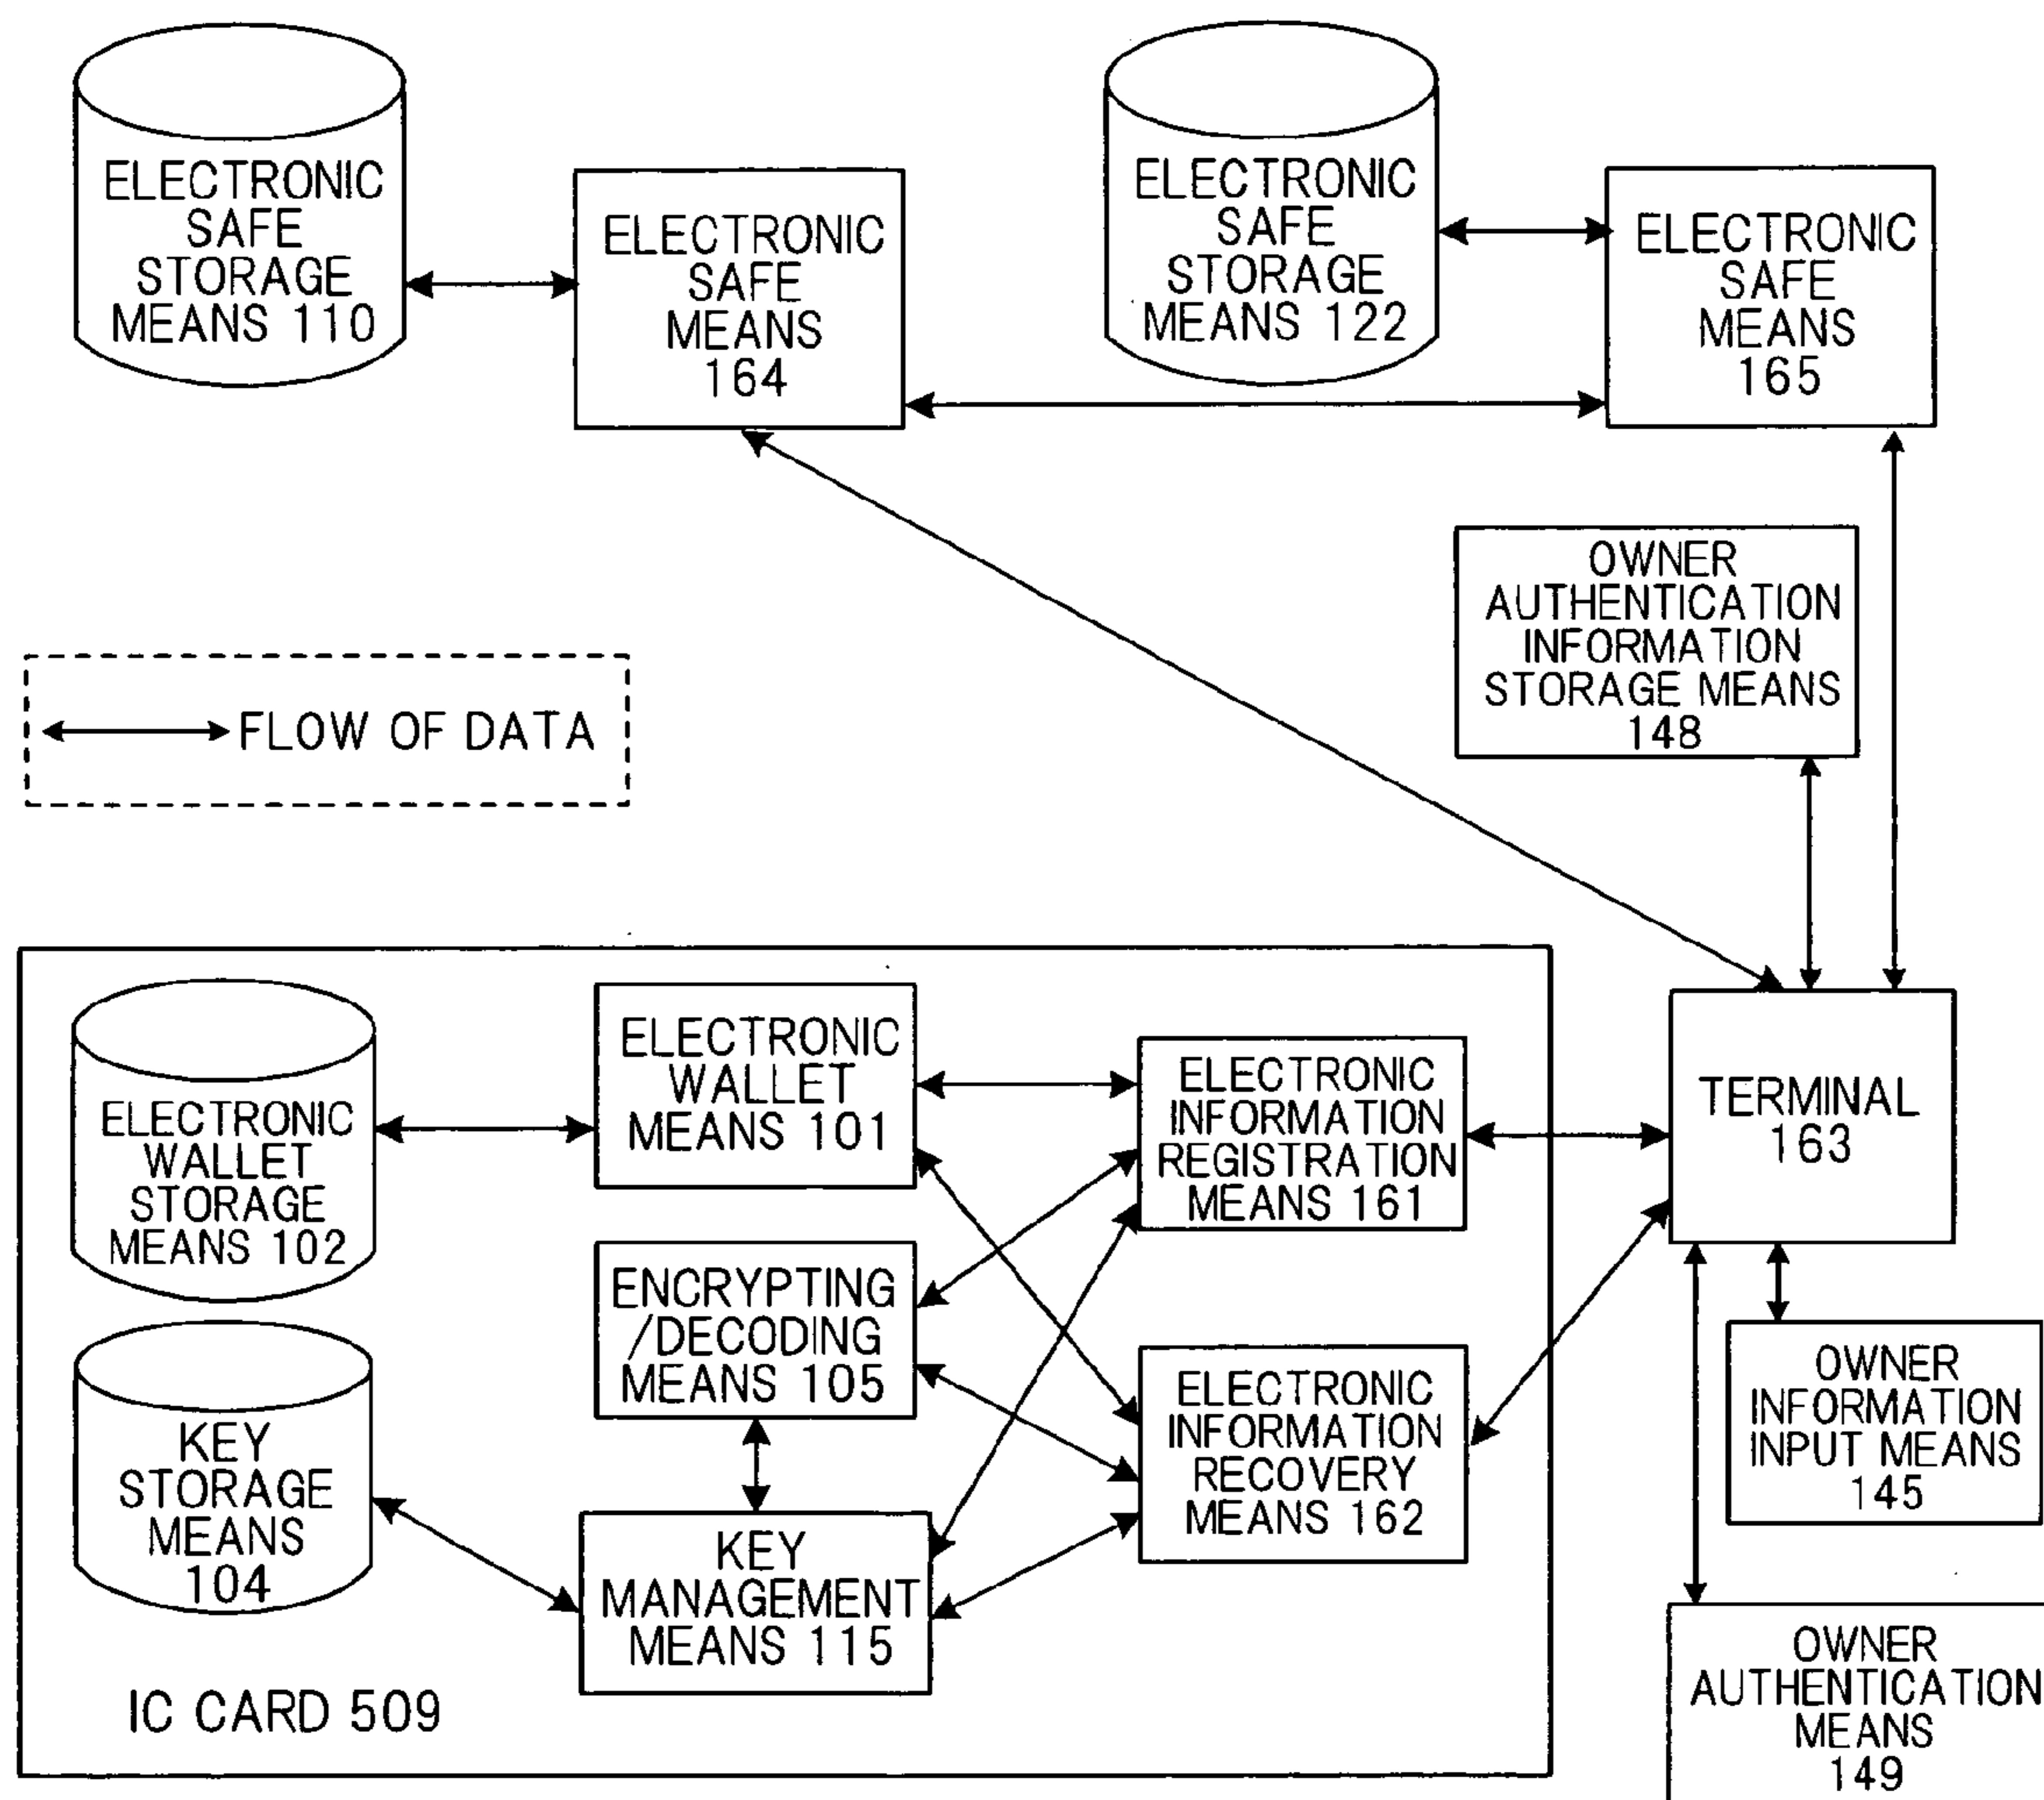 ELECTRONIC
SAFE
STORAGE
MEANS 110
ELECTRONIC
SAFE
MEANS
164
ELECTRONIC
SAFE
STORAGE
MEANS 122
ELECTRONIC
SAFE
MEANS
165
OWNER
AUTHENTICATION
INFORMATION
STORAGE MEANS
148
FLOW OF DATA
ELECTRONIC
WALLET
STORAGE
MEANS 102
ELECTRONIC
WALLET
MEANS 101
ELECTRONIC
INFORMATION
REGISTRATION
MEANS 161
TERMINAL
163
ENCRYPTING
/DECODING
MEANS 105
KEY
STORAGE
MEANS
104
ELECTRONIC
INFORMATION
RECOVERY
MEANS 162
OWNER
INFORMATION
INPUT MEANS
145
KEY
MANAGEMENT
MEANS 115
IC CARD 509
OWNER
AUTHENTICATION
MEANS
149